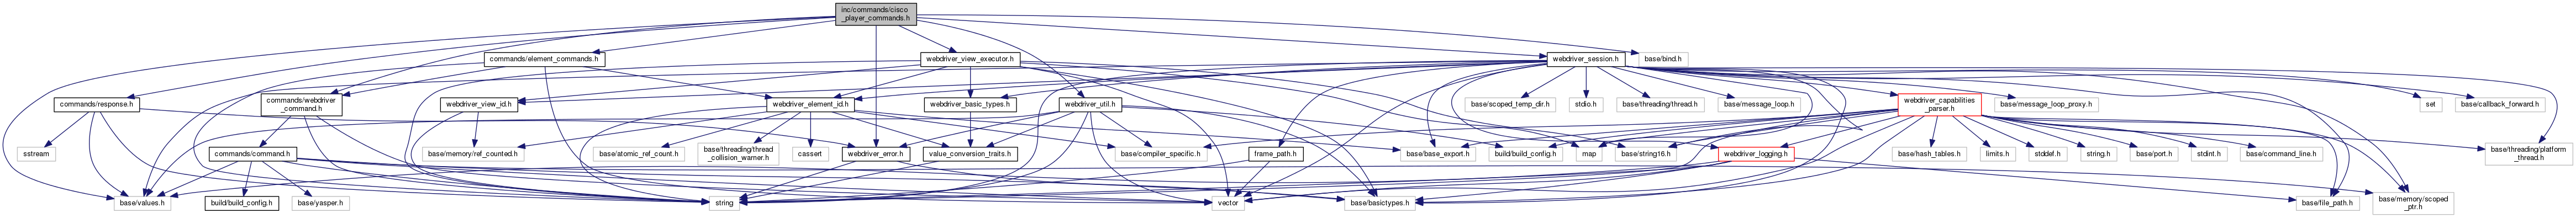 inc/commands/cisco
_player_commands.h
commands/element_commands.h
webdriver_view_executor.h
webdriver_session.h
base/bind.h
commands/response.h
commands/webdriver
_command.h
webdriver_view_id.h
webdriver_element_id.h
webdriver_basic_types.h
webdriver_util.h
base/scoped_temp_dir.h
stdio.h
base/threading/thread.h
base/message_loop.h
webdriver_capabilities
_parser.h
base/message_loop_proxy.h
set
base/callback_forward.h
sstream
commands/command.h
base/memory/ref_counted.h
base/atomic_ref_count.h
base/threading/thread
_collision_warner.h
cassert
webdriver_error.h
value_conversion_traits.h
base/compiler_specific.h
frame_path.h
base/base_export.h
build/build_config.h
map
base/string16.h
webdriver_logging.h
base/hash_tables.h
limits.h
stddef.h
string.h
base/port.h
stdint.h
base/command_line.h
base/threading/platform
_thread.h
base/values.h
build/build_config.h
base/yasper.h
string
vector
base/basictypes.h
base/file_path.h
base/memory/scoped
_ptr.h